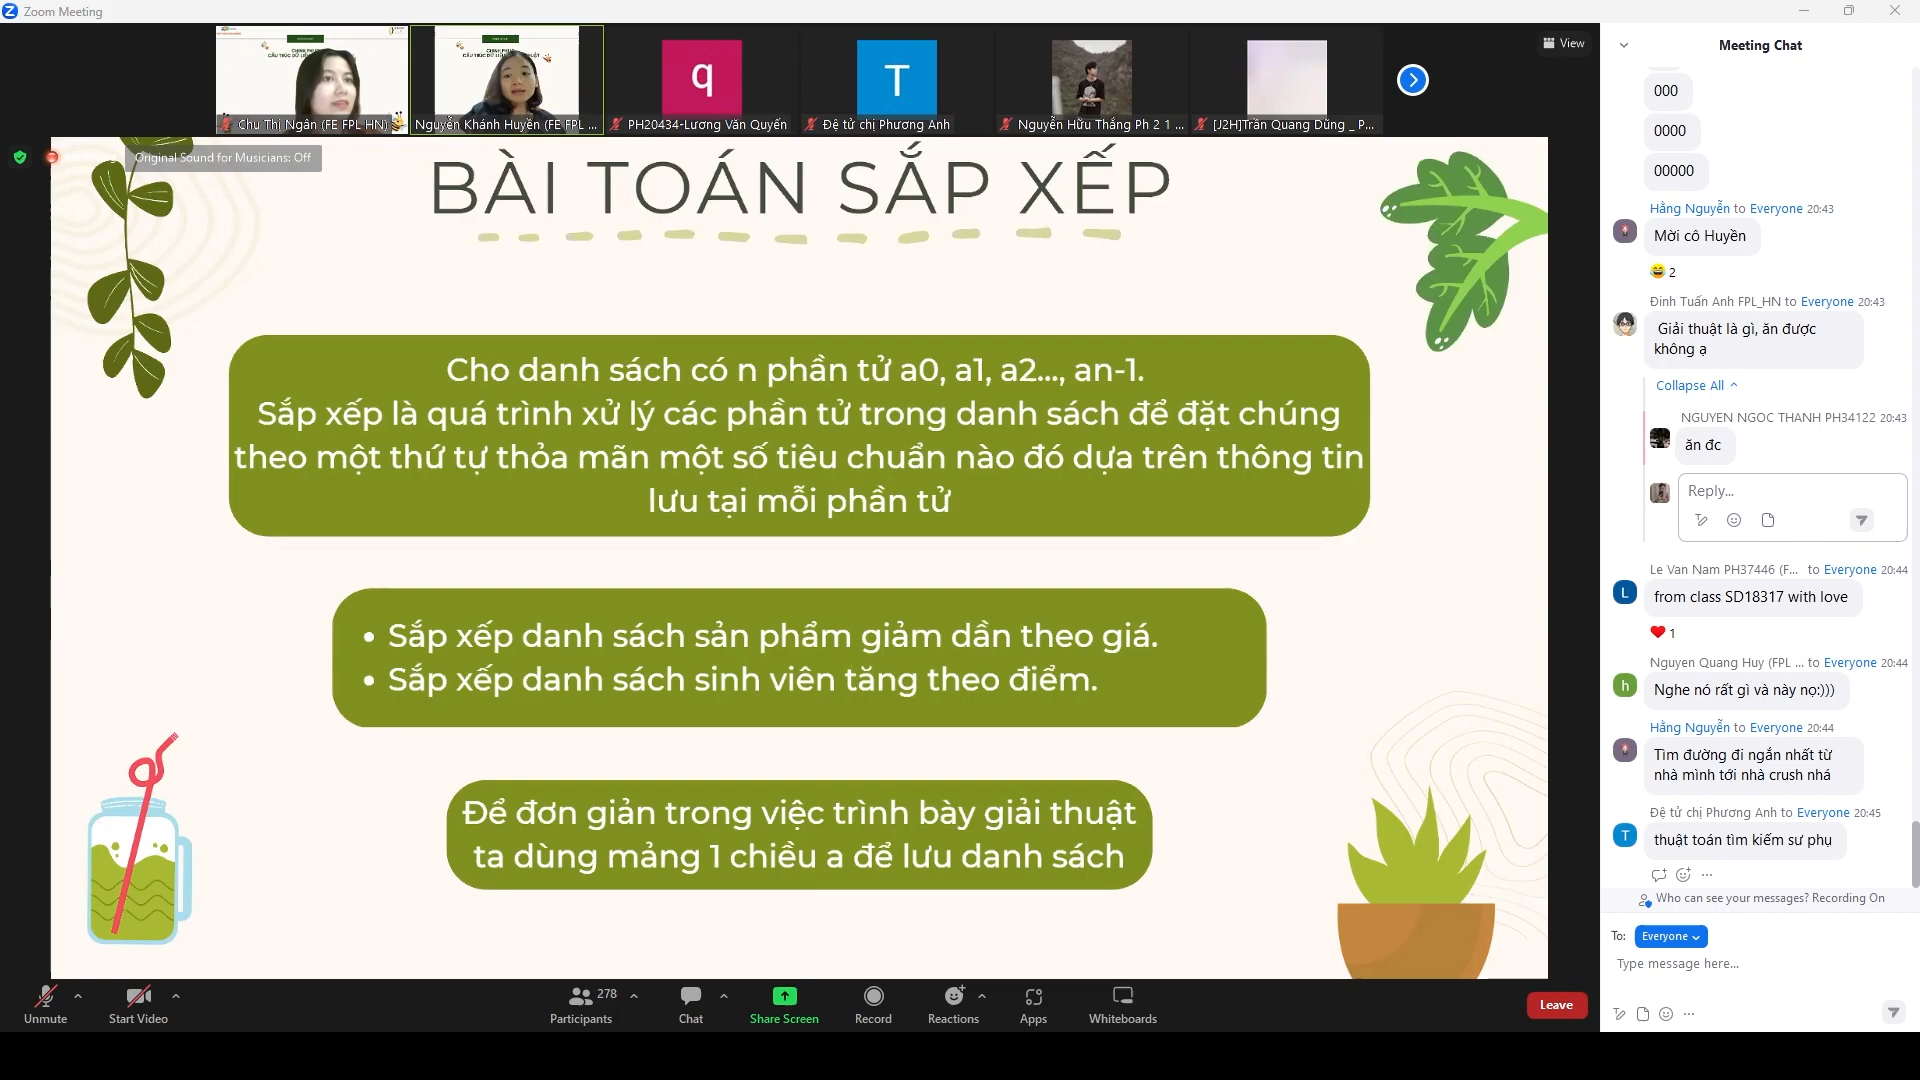 Zoom Meeting
View
Chu Thị Ngân (FE FPL HN)
Nguyễn Khánh Huyền (FE FPL ...
q
PH20434-Lương Văn Quyến
T
Đệ tử chị Phương Anh
Nguyễn Hữu Thắng Ph 2 1 ...
[J2H]Trần Quang Dũng _ P...
Original Sound for Musicians: Off
BÀI TOÁN SẮP XẾP
Cho danh sách có n phần tử a0, a1, a2..., an-1.
Sắp xếp là quá trình xử lý các phần tử trong danh sách để đặt chúng
theo một thứ tự thỏa mãn một số tiêu chuẩn nào đó dựa trên thông tin
lưu tại mỗi phần tử
• Sắp xếp danh sách sản phẩm giảm dần theo giá.
• Sắp xếp danh sách sinh viên tăng theo điểm.
Để đơn giản trong việc trình bày giải thuật
ta dùng mảng 1 chiều a để lưu danh sách
Unmute
Start Video
278
Participants
Chat
Share Screen
Record
Reactions
Apps
Whiteboards
Leave
Meeting Chat
000
0000
00000
Hằng Nguyễn to Everyone 20:43
Mời cô Huyền
2
Đinh Tuấn Anh FPL_HN to Everyone 20:43
Giải thuật là gì, ăn được
không ạ
Collapse All
NGUYEN NGOC THANH PH34122 20:43
ăn đc
Reply...
Le Van Nam PH37446 (F... to Everyone 20:44
L
from class SD18317 with love
1
Nguyen Quang Huy (FPL ... to Everyone 20:44
h
Nghe nó rất gì và này nọ:)))
Hằng Nguyễn to Everyone 20:44
Tìm đường đi ngắn nhất từ
nhà mình tới nhà crush nhá
Đệ tử chị Phương Anh to Everyone 20:45
T
thuật toán tìm kiếm sư phụ
Who can see your messages? Recording On
To: Everyone
Type message here...